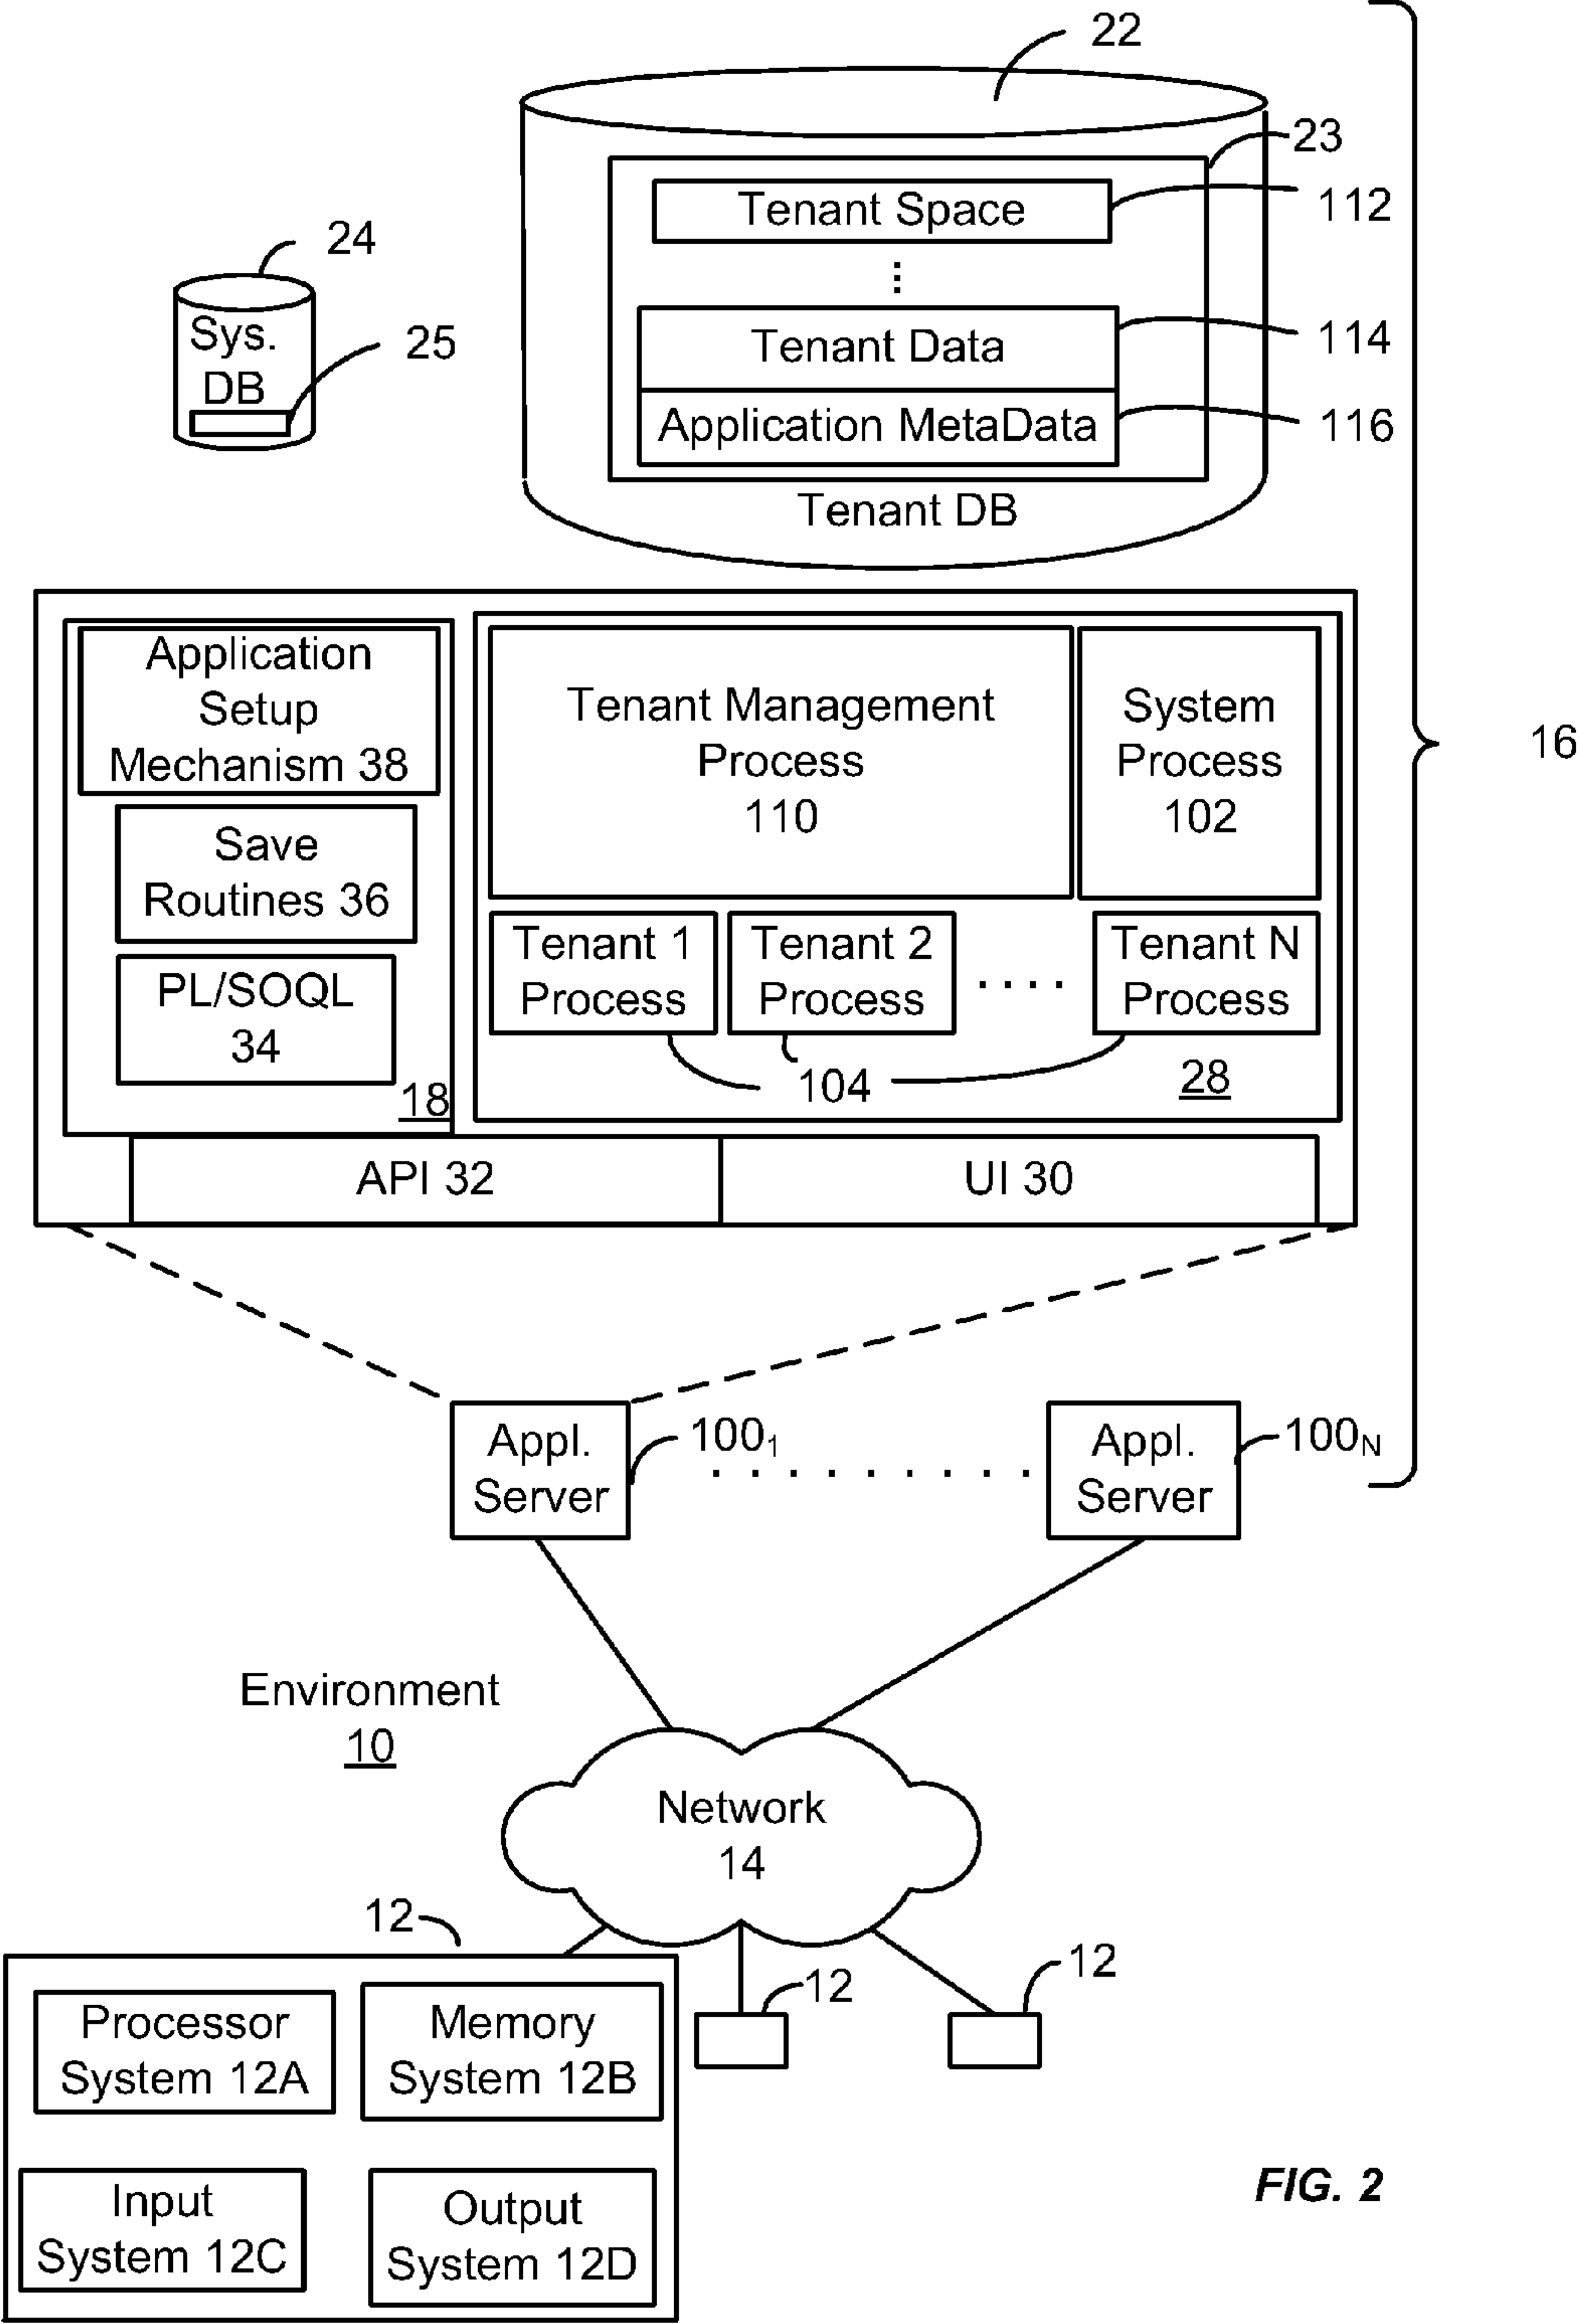 22
23
Tenant Space
112
24
⋮
Sys.
DB
25
Tenant Data
114
Application MetaData
116
Tenant DB
16
Application
Setup
Mechanism 38
Save
Routines 36
PL/SOQL
34
18
Tenant Management
Process
110
System
Process
102
Tenant 1
Process
Tenant 2
Process
. . . .
Tenant N
Process
104
28
API 32
UI 30
Appl.
Server
100₁
. . . . . . . . .
Appl.
Server
100N
Environment
10
Network
14
12
12
12
Processor
System 12A
Memory
System 12B
Input
System 12C
Output
System 12D
FIG. 2